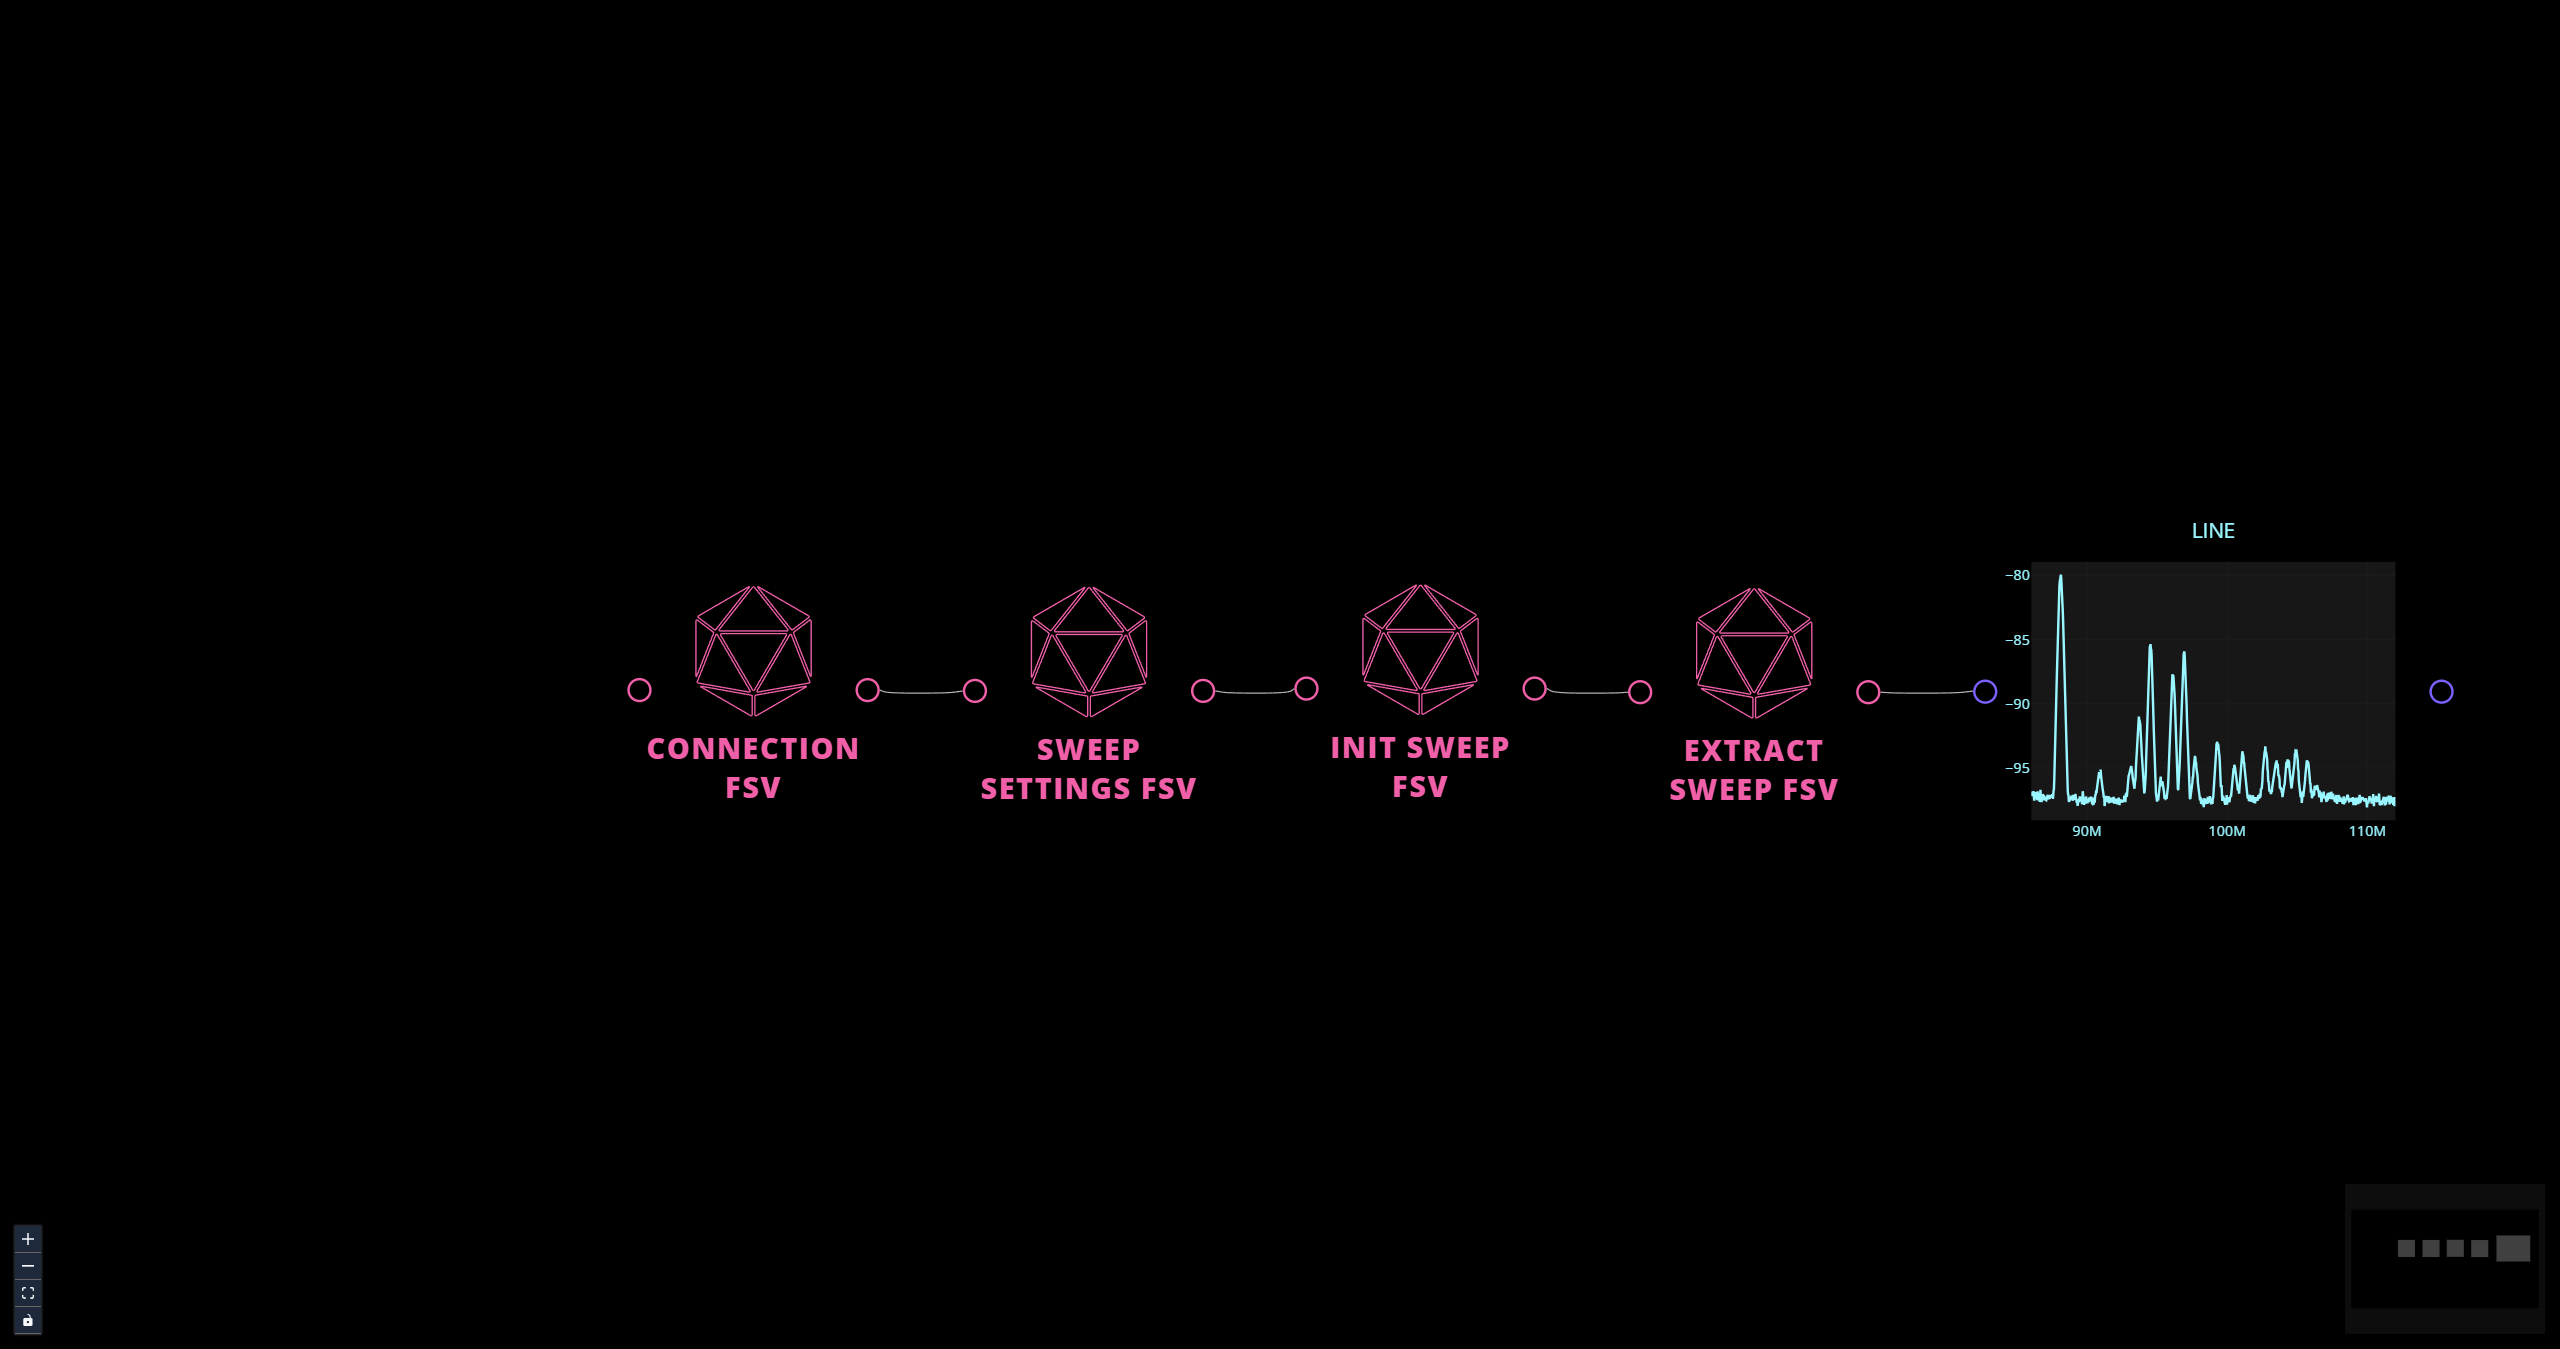 CONNECTION
FSV
SWEEP
SETTINGS FSV
INIT SWEEP
FSV
EXTRACT
SWEEP FSV
LINE
−80
−85
−90
−95
90M
100M
110M